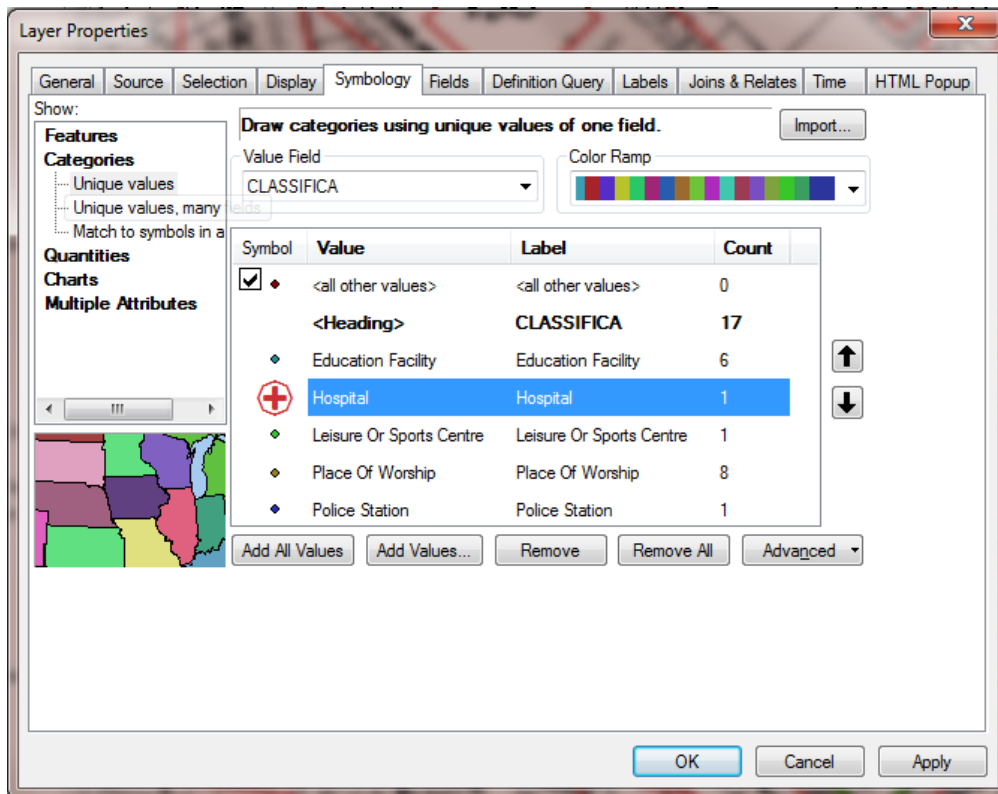 Layer Properties
General Source Selection Display Symbology Fields Definition Query Labels Joins & Relates Time HTML Popup
Show:
Features
Categories
Unique values
Unique values, many fields
Match to symbols in a
Quantities
Charts
Multiple Attributes
Draw categories using unique values of one field.
Import...
Value Field
Color Ramp
CLASSIFICA
Symbol Value Label Count
<all other values> <all other values> 0
<Heading> CLASSIFICA 17
Education Facility Education Facility 6
Hospital Hospital 1
Leisure Or Sports Centre Leisure Or Sports Centre 1
Place Of Worship Place Of Worship 8
Police Station Police Station 1
Add All Values Add Values... Remove Remove All Advanced
OK Cancel Apply